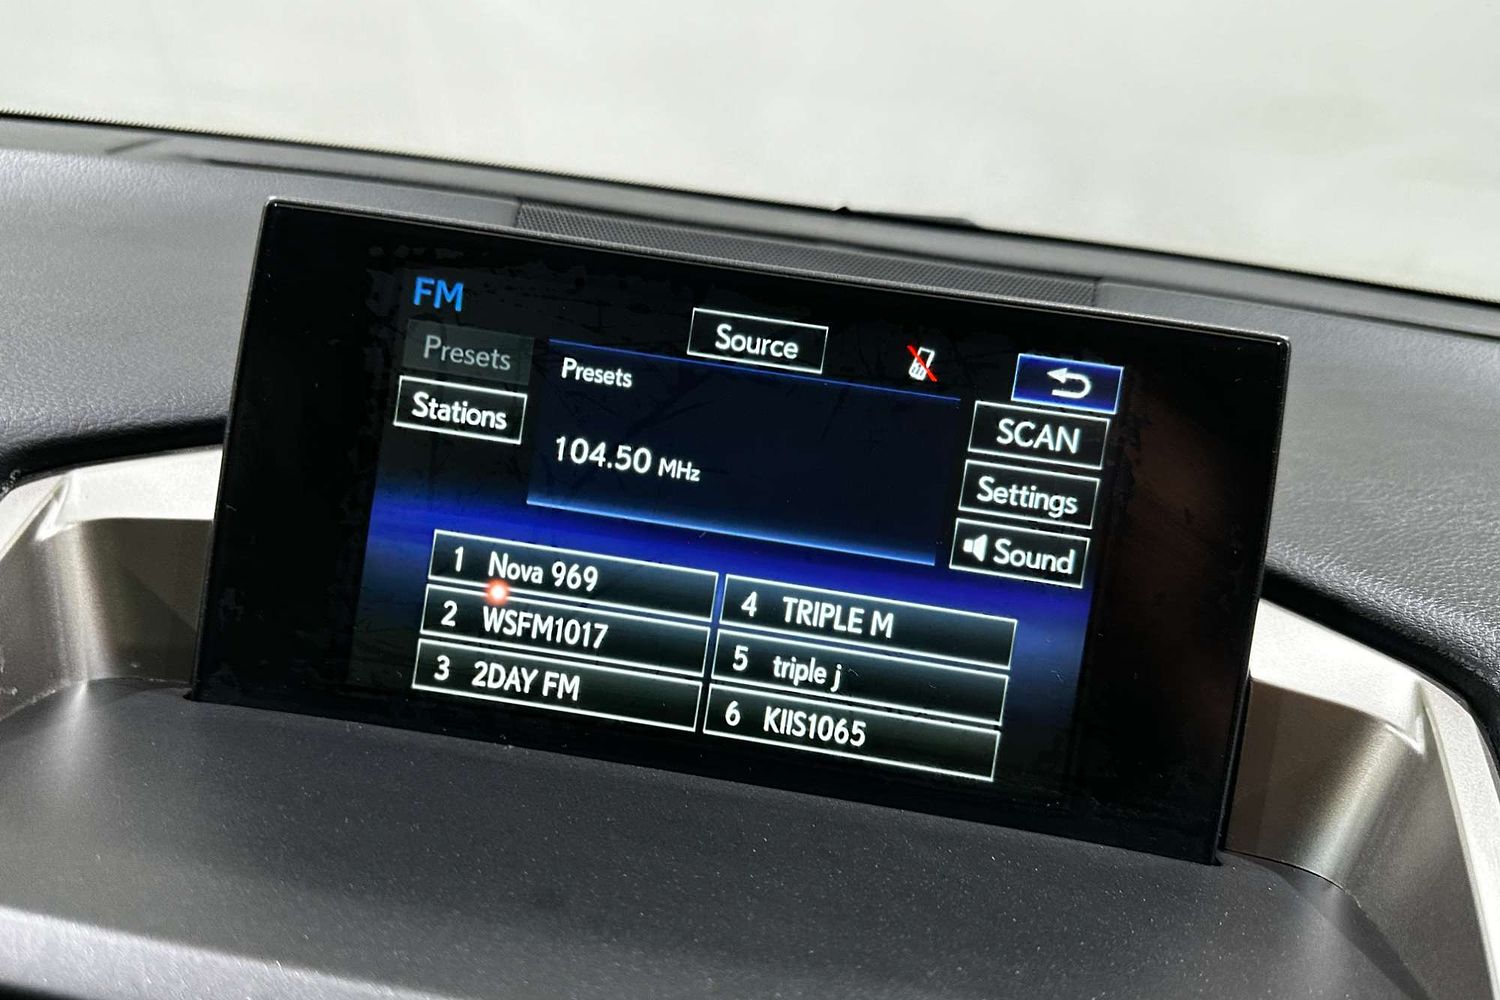 FM
Source
Presets
Stations
Presets
104.50 MHz
SCAN
Settings
Sound
1 Nova 969
2 WSFM1017
3 2DAY FM
4 TRIPLE M
5 triple j
6 KIIS1065